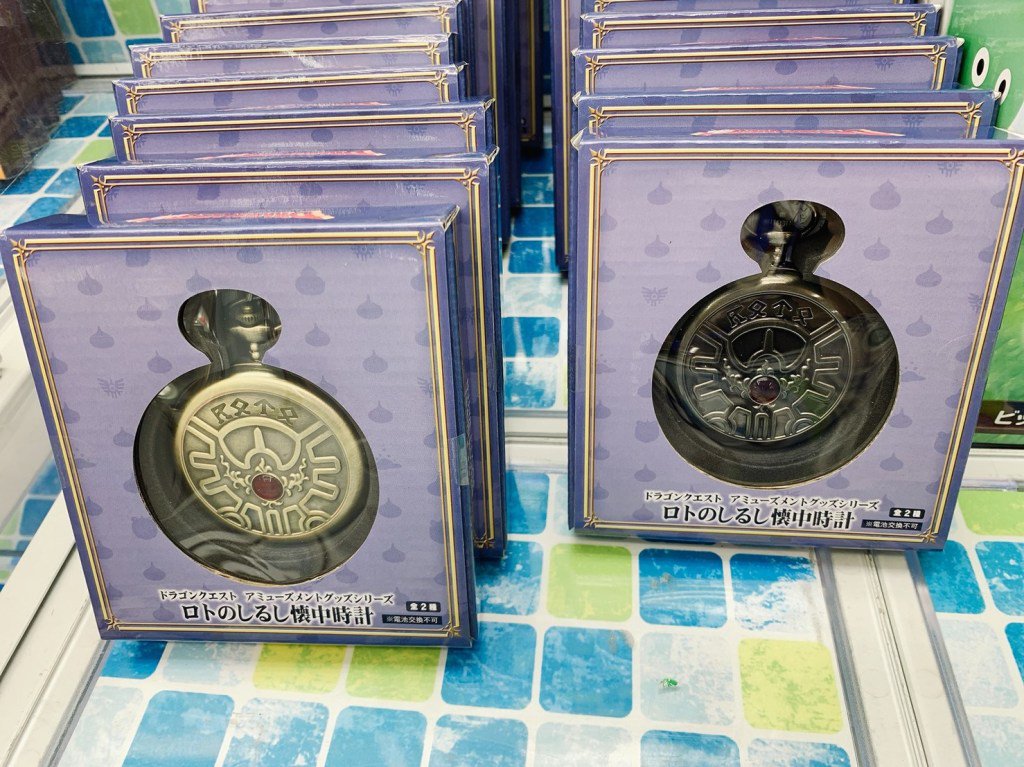 ROTO
ドラゴンクエスト アミューズメントグッズシリーズ
ロトのしるし懐中時計
全2種
※電池交換不可
ROTO
ドラゴンクエスト アミューズメントグッズシリーズ
ロトのしるし懐中時計
全2種
※電池交換不可
ビッ